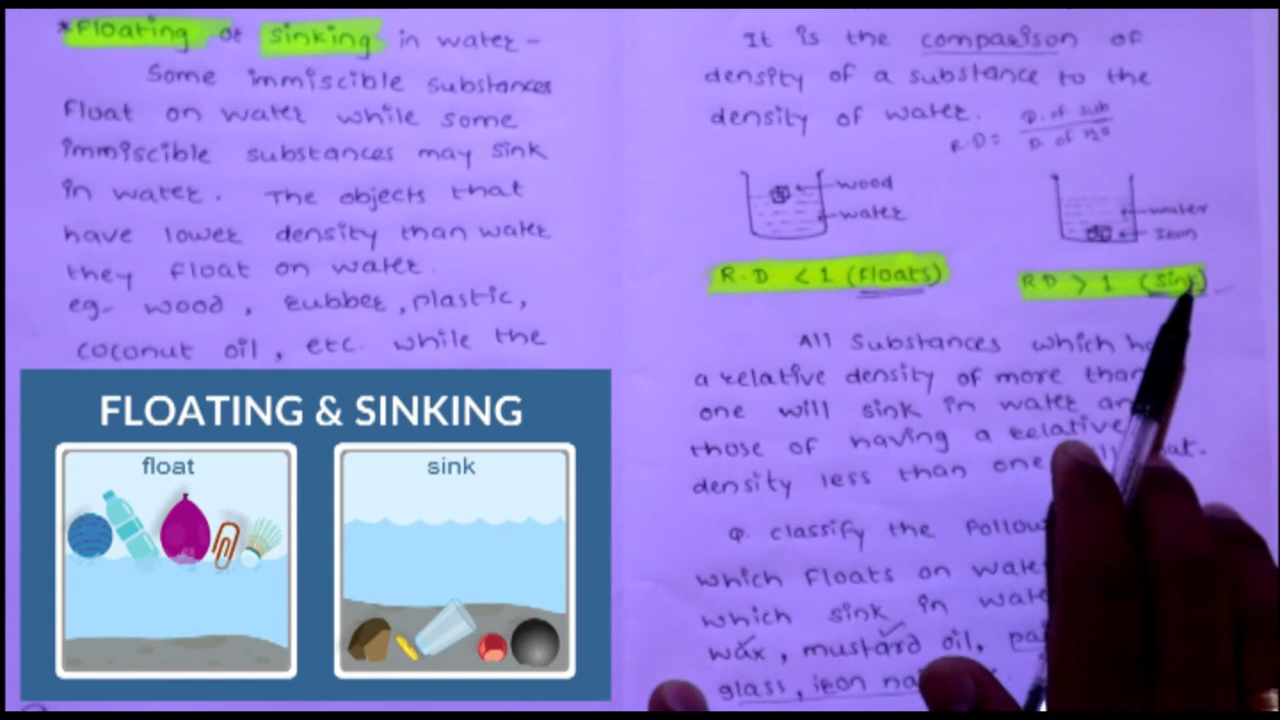 *Floating or sinking in water -
Some immiscible substances
float on water while some
immiscible substances may sink
in water. The objects that
have lower density than water
they float on water.
eg- wood, rubber, plastic,
coconut oil, etc. while the
FLOATING & SINKING
float
sink
It is the comparison of
density of a substance to the
density of water.
R.D = D. of sub
D. of H2O
wood
water
water
Iron
R.D < 1 (floats)
R D > 1 (Sink)
All Substances which
a relative density of more than
one will sink in water
those of having a relative
density less than one
Q. classify the
which floats on
which sink in
wax, mustard oil,
glass, iron